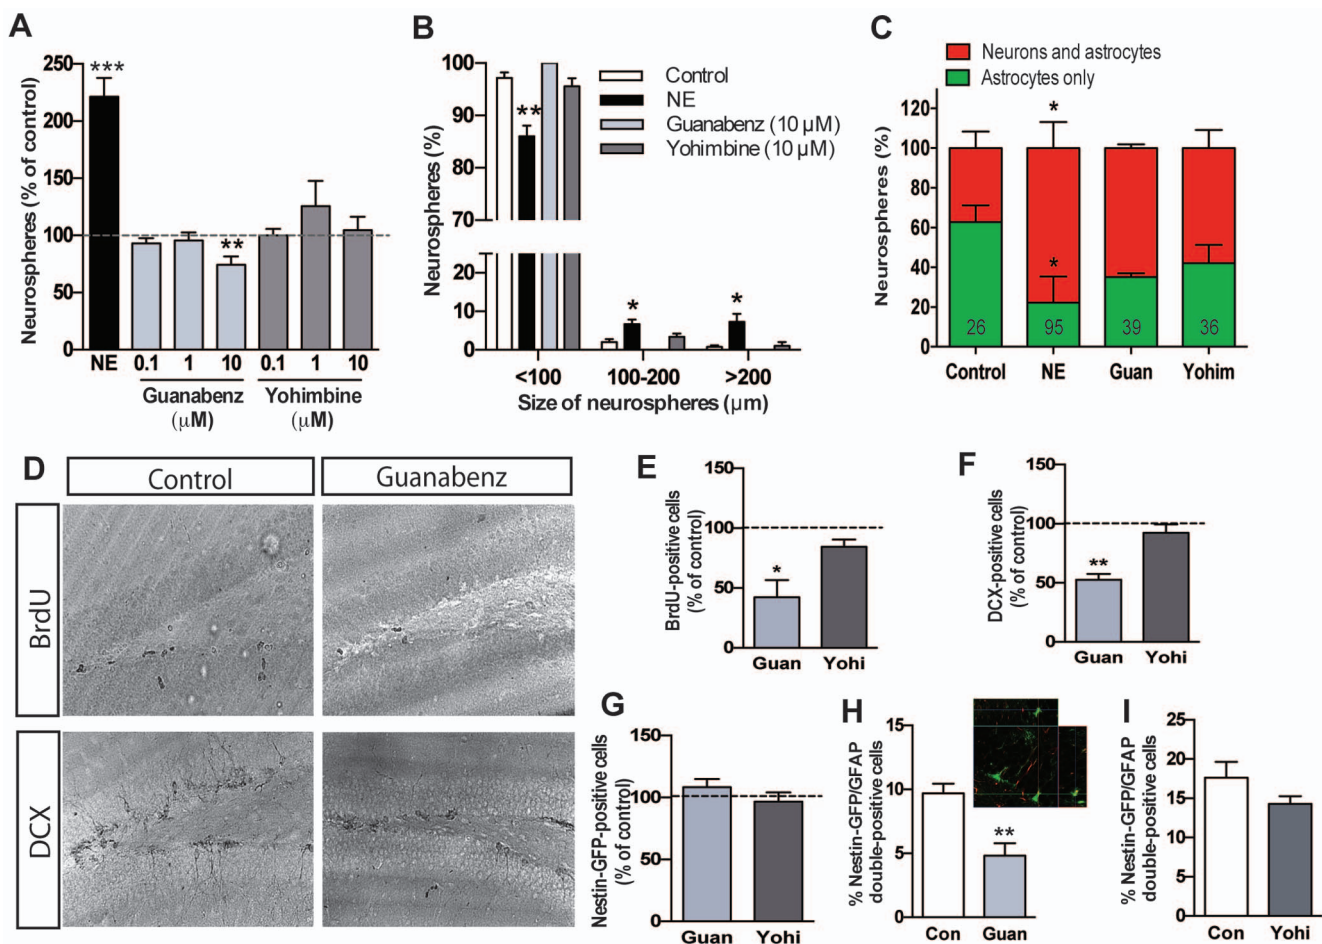 A
Neurospheres (% of control)
250
200
150
100
50
0
***
**
NE
0.1 1 10 0.1 1 10
Guanabenz Yohimbine
(µM) (µM)
B
Neurospheres (%)
100
90
80
70
20
10
0
**
*
*
Control
NE
Guanabenz (10 µM)
Yohimbine (10 µM)
<100 100-200 >200
Size of neurospheres (µm)
C
Neurons and astrocytes
Astrocytes only
Neurospheres (%)
120
100
80
60
40
20
0
*
*
26 95 39 36
Control NE Guan Yohim
D
Control Guanabenz
BrdU
DCX
E
BrdU-positive cells
(% of control)
150
100
50
0
*
Guan Yohi
F
DCX-positive cells
(% of control)
150
100
50
0
**
Guan Yohi
G
Nestin-GFP-positive cells
(% of control)
150
100
50
0
Guan Yohi
H
% Nestin-GFP/GFAP
double-positive cells
15
10
5
0
**
Con Guan
I
% Nestin-GFP/GFAP
double-positive cells
25
20
15
10
5
0
Con Yohi